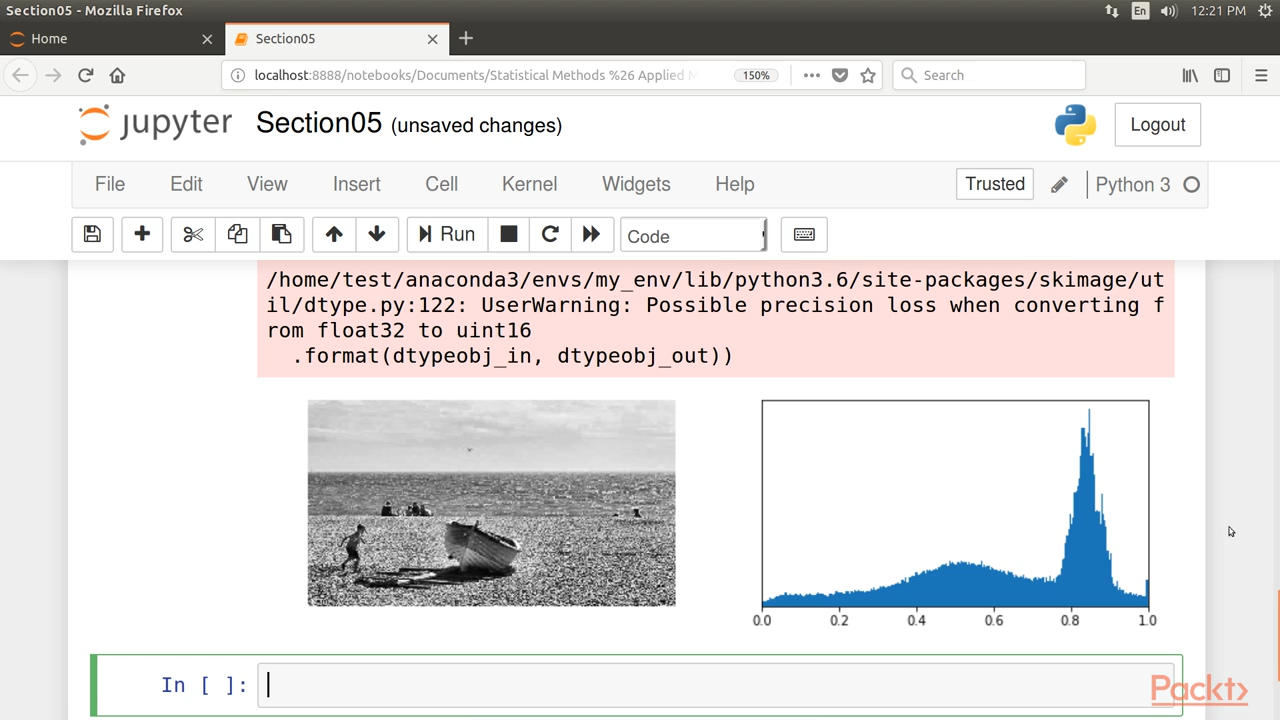 Section05 - Mozilla Firefox
En
12:21 PM
Home
Section05
localhost:8888/notebooks/Documents/Statistical Methods %26 Applied M
150%
Search
jupyter
Section05 (unsaved changes)
Logout
File
Edit
View
Insert
Cell
Kernel
Widgets
Help
Trusted
Python 3
Run
Code
/home/test/anaconda3/envs/my_env/lib/python3.6/site-packages/skimage/ut
il/dtype.py:122: UserWarning: Possible precision loss when converting f
rom float32 to uint16
.format(dtypeobj_in, dtypeobj_out))
0.0 0.2 0.4 0.6 0.8 1.0
In [ ]:
Packt>